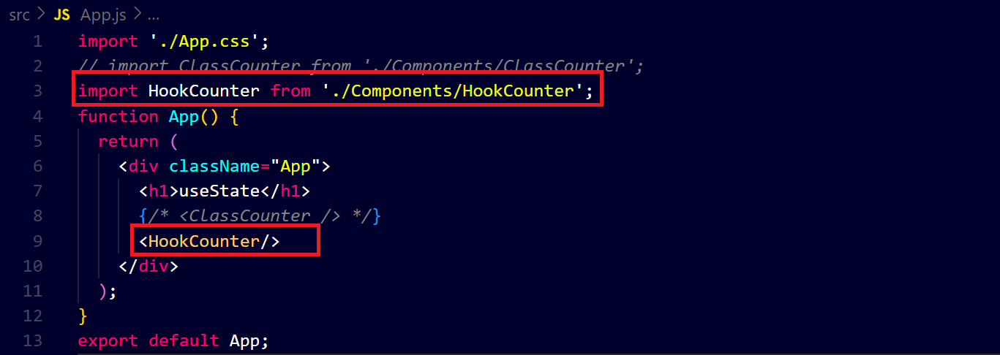 src > JS App.js > ...
1 import './App.css';
2 // import ClassCounter from './Components/ClassCounter';
3 import HookCounter from './Components/HookCounter';
4 function App() {
5   return (
6     <div className="App">
7       <h1>useState</h1>
8       {/* <ClassCounter /> */}
9       <HookCounter/>
10     </div>
11   );
12 }
13 export default App;